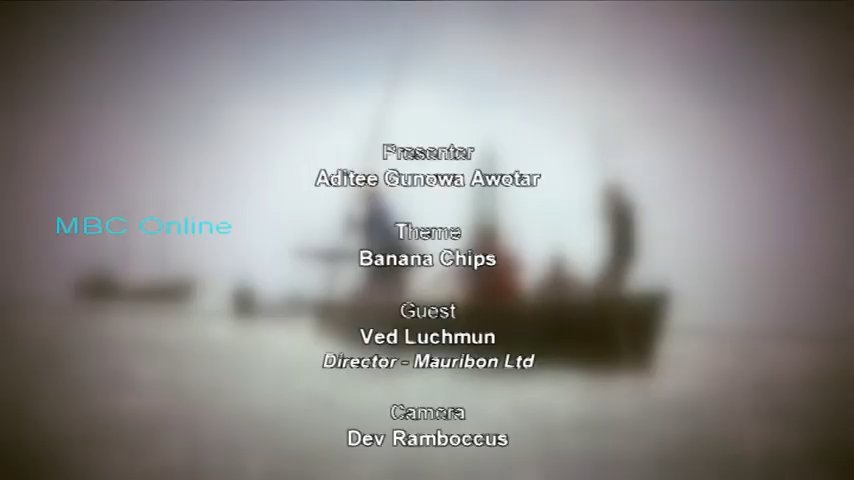 Presenter
Aditee Gunowa Awotar
MBC Online
Theme
Banana Chips
Guest
Ved Luchmun
Director - Mauribon Ltd
Camera
Dev Ramboccus